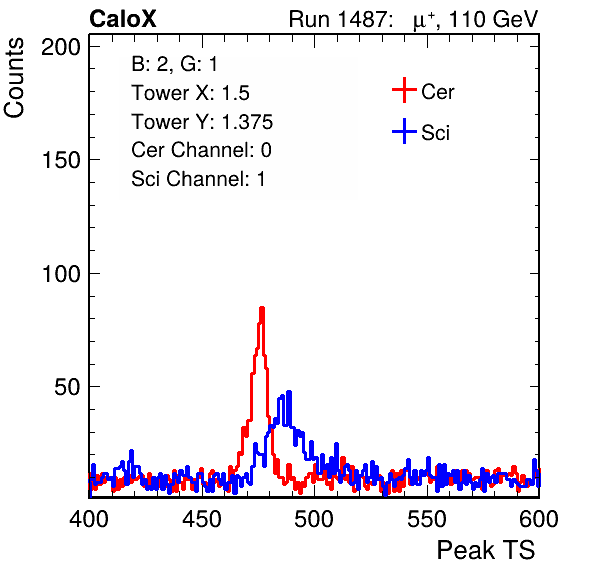 CaloX Run 1487: μ⁺, 110 GeV
B: 2, G: 1
Tower X: 1.5
Tower Y: 1.375
Cer Channel: 0
Sci Channel: 1
Cer
Sci
Counts
200
150
100
50
400 450 500 550 600
Peak TS